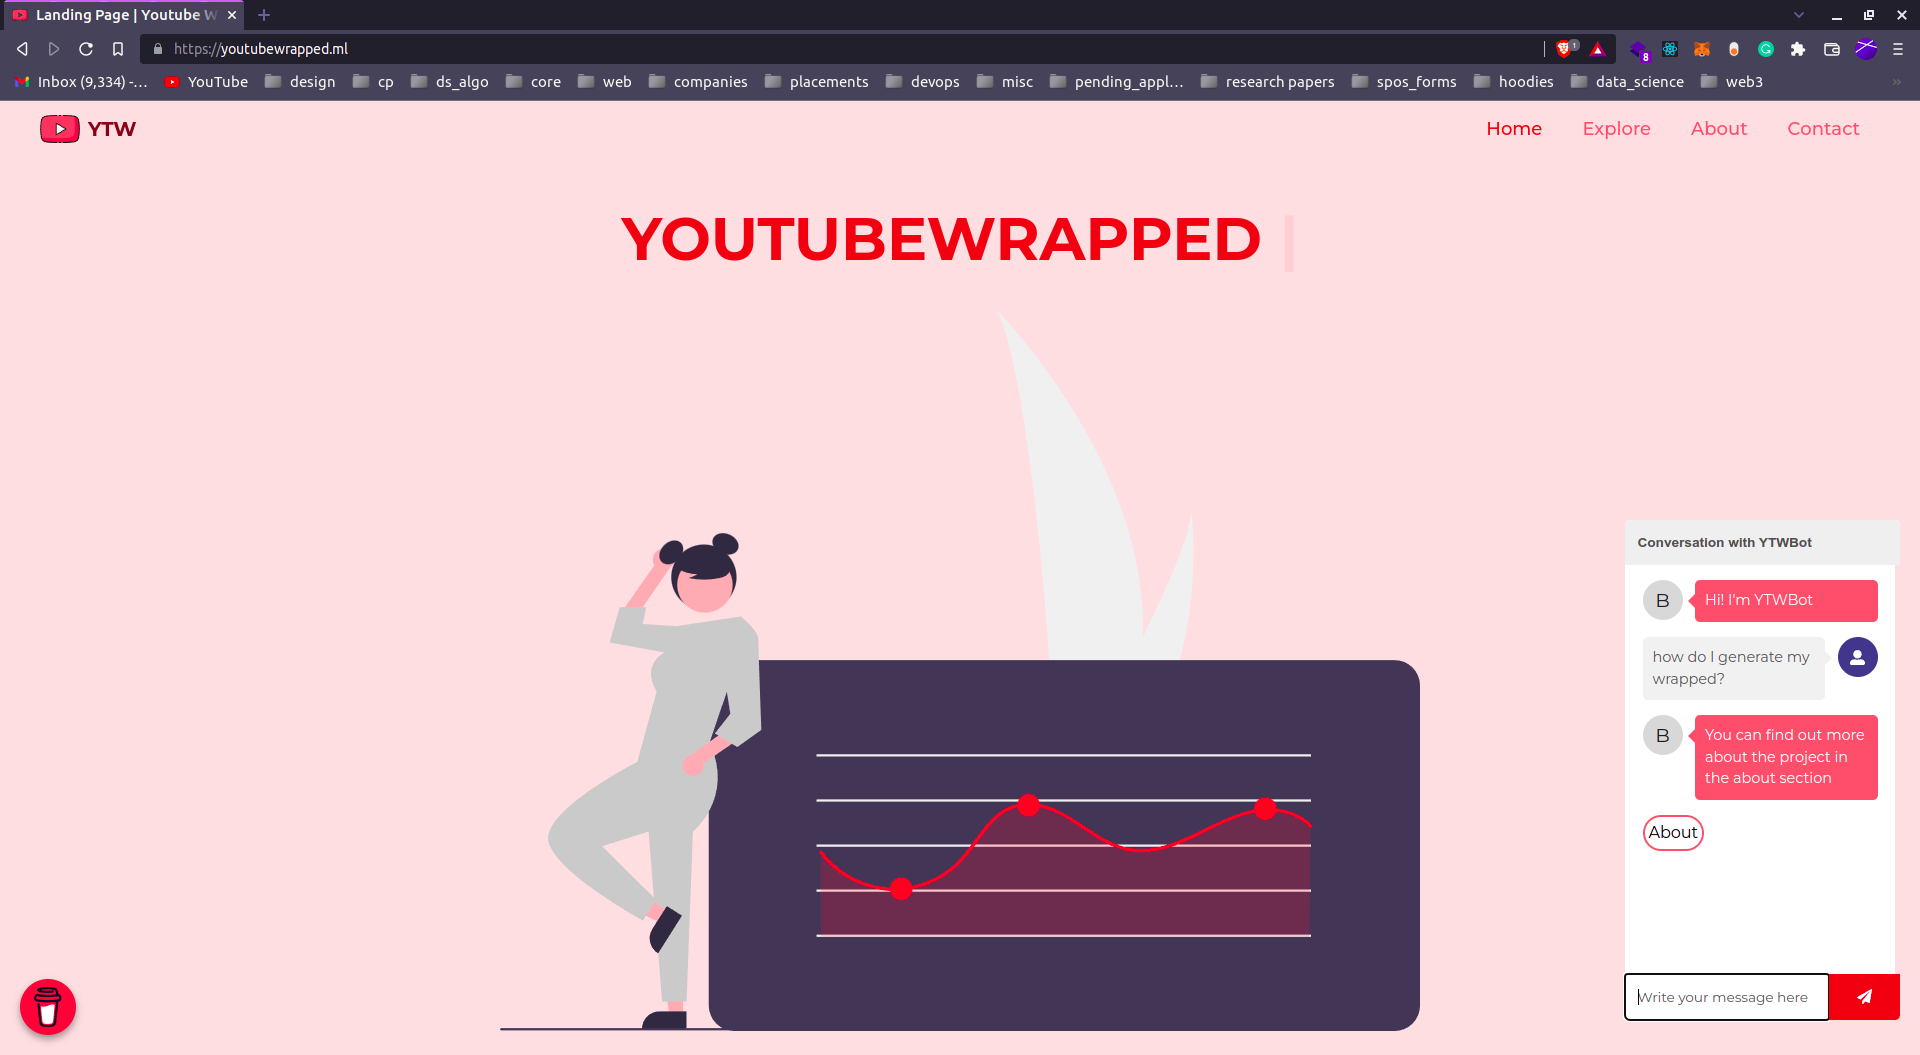 Landing Page | Youtube W
https://youtubewrapped.ml
1
8
Inbox (9,334) -...
YouTube
design
cp
ds_algo
core
web
companies
placements
devops
misc
pending_appl...
research papers
spos_forms
hoodies
data_science
web3
YTW
Home
Explore
About
Contact
YOUTUBEWRAPPED
Conversation with YTWBot
B
Hi! I'm YTWBot
how do I generate my
wrapped?
B
You can find out more
about the project in
the about section
About
Write your message here